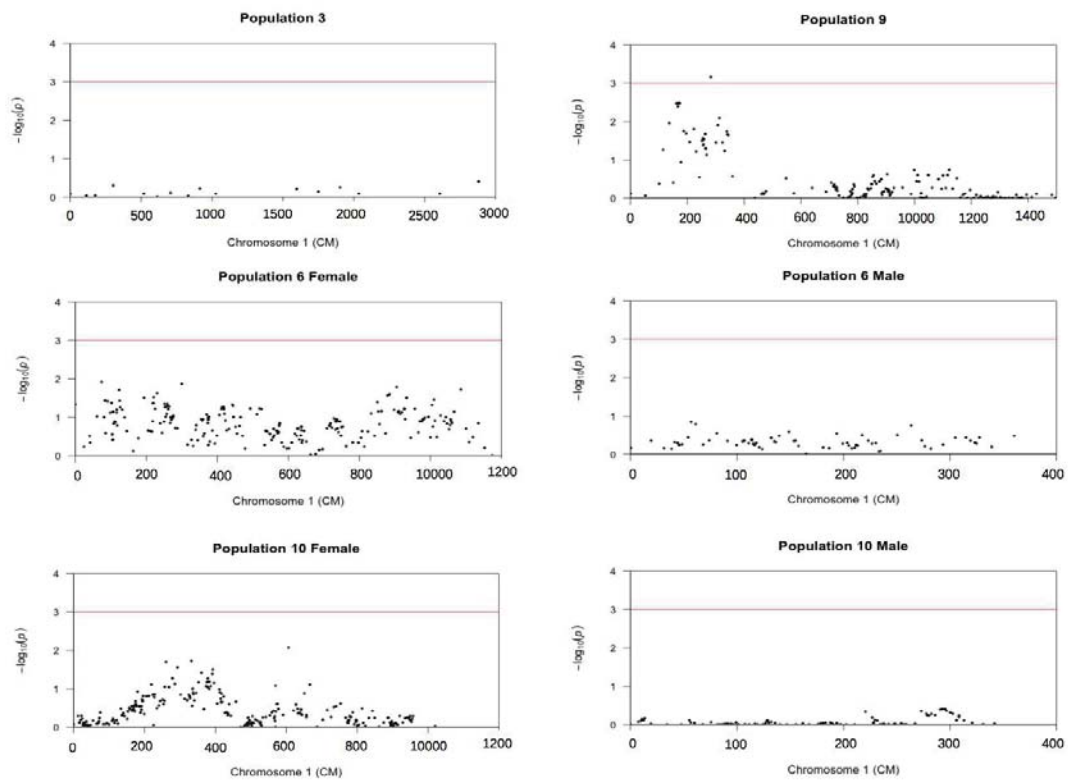 Population 3
4
3
2
1
0
−log₁₀(p)
0 500 1000 1500 2000 2500 3000
Chromosome 1 (CM)
Population 9
4
3
2
1
0
−log₁₀(p)
0 200 400 600 800 10000 1200 1400
Chromosome 1 (CM)
Population 6 Female
4
3
2
1
0
−log₁₀(p)
0 200 400 600 800 10000 1200
Chromosome 1 (CM)
Population 6 Male
4
3
2
1
0
−log₁₀(p)
0 100 200 300 400
Chromosome 1 (CM)
Population 10 Female
4
3
2
1
0
−log₁₀(p)
0 200 400 600 800 10000 1200
Chromosome 1 (CM)
Population 10 Male
4
3
2
1
0
−log₁₀(p)
0 100 200 300 400
Chromosome 1 (CM)